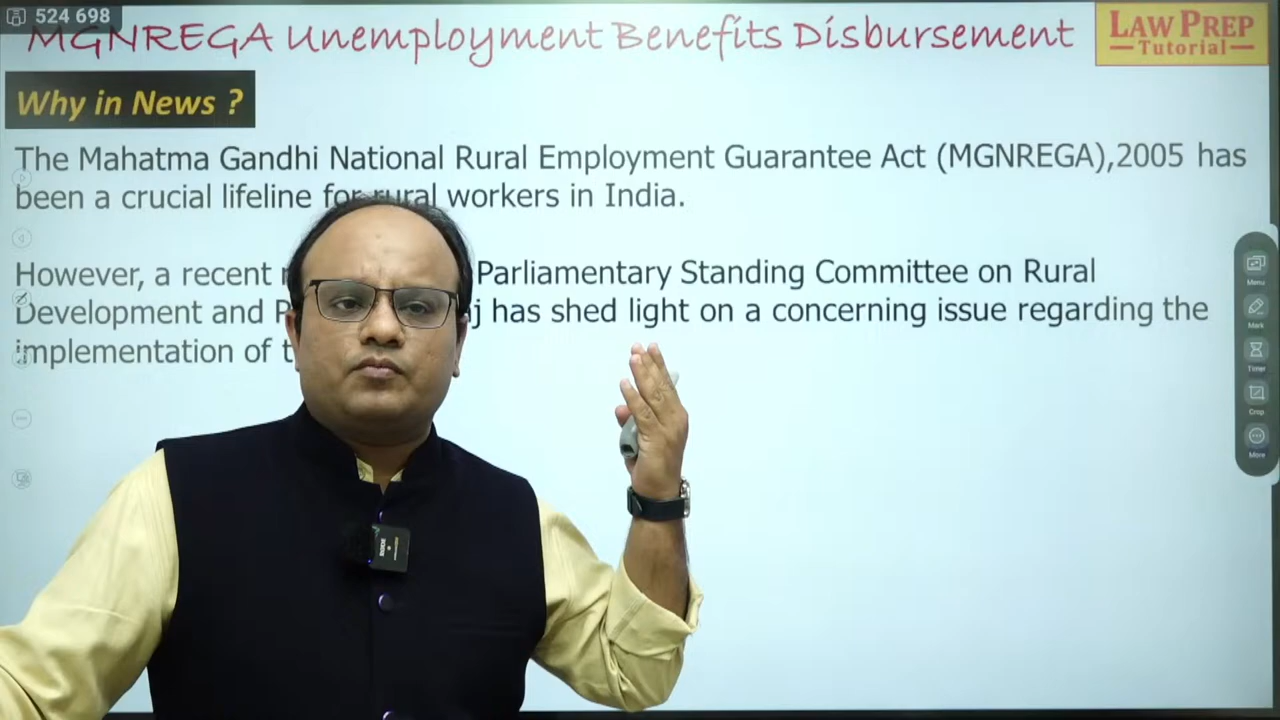 524 698
MGNREGA Unemployment Benefits Disbursement
LAW PREP
Tutorial
Why in News ?
The Mahatma Gandhi National Rural Employment Guarantee Act (MGNREGA),2005 has
been a crucial lifeline for rural workers in India.
However, a recent Parliamentary Standing Committee on Rural
Development and has shed light on a concerning issue regarding the
implementation of
Menu
Mark
Timer
Crop
More